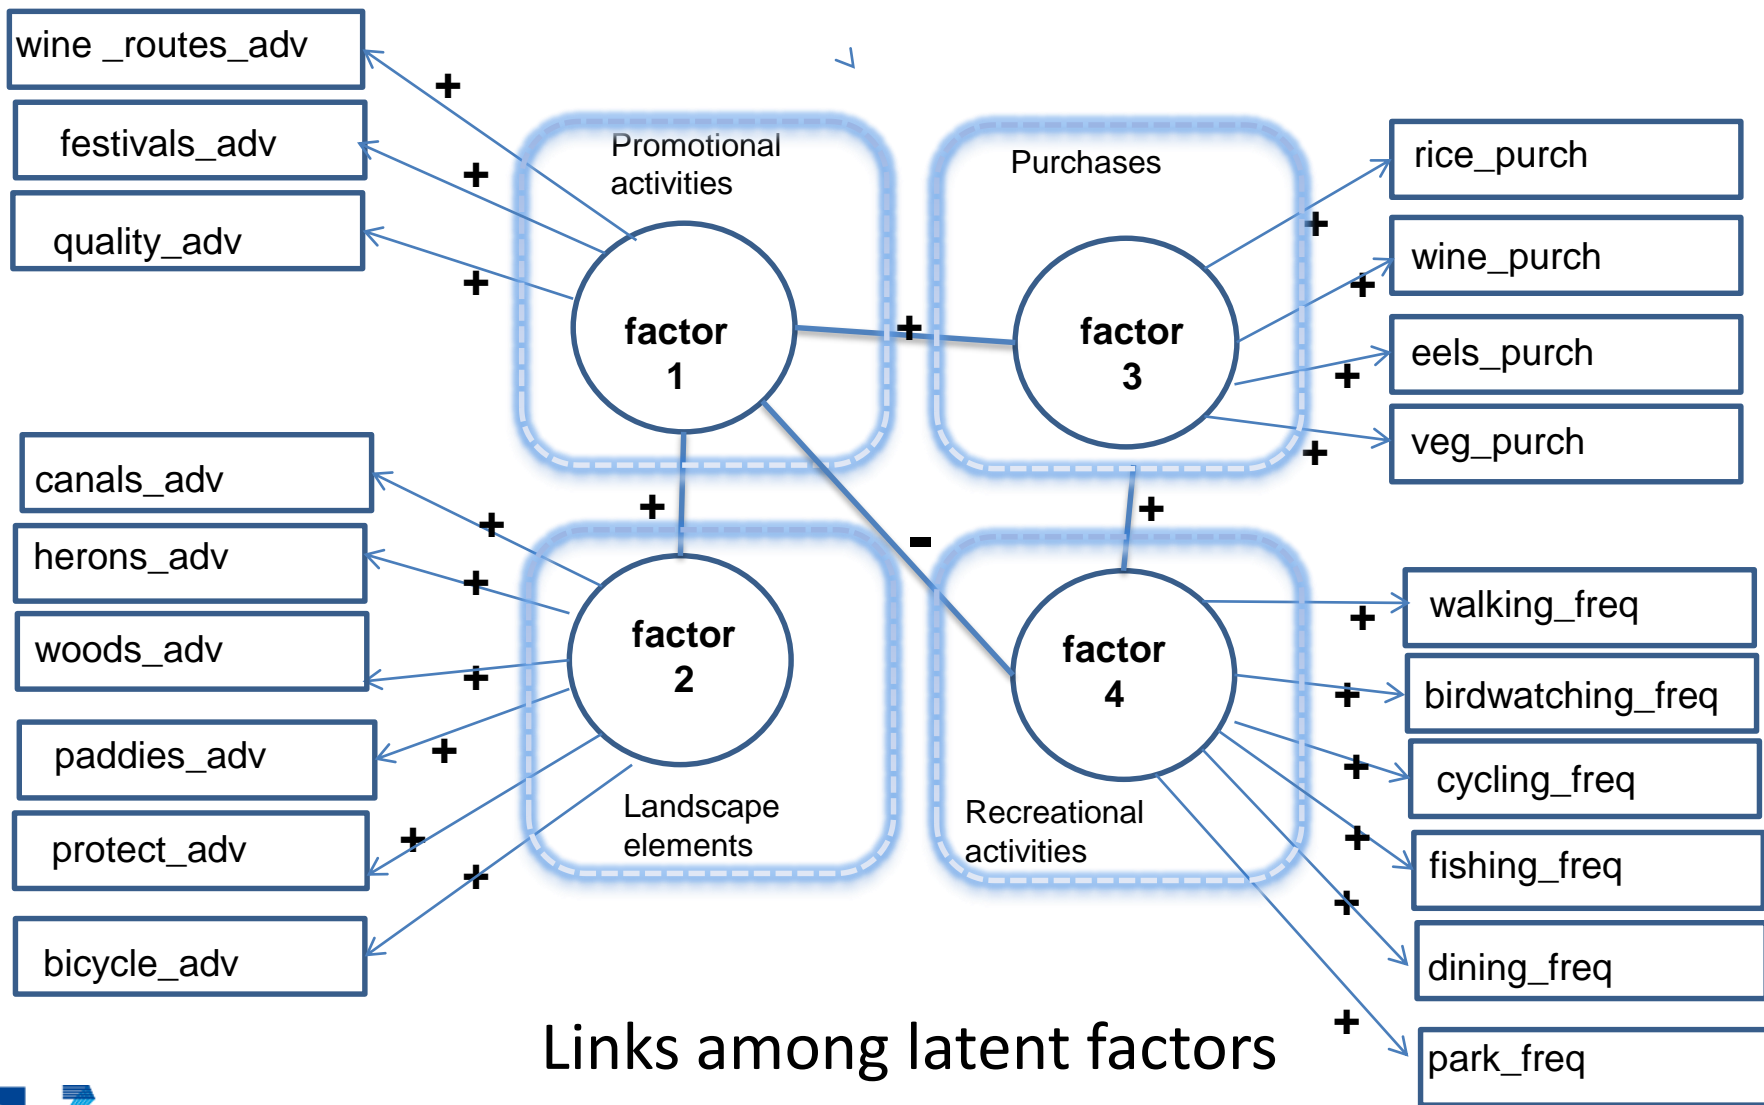 wine _routes_adv
festivals_adv
quality_adv
Promotional
activities
factor
1
+
+
+
Purchases
factor
3
+
rice_purch
wine_purch
eels_purch
veg_purch
+
+
+
+
canals_adv
herons_adv
woods_adv
paddies_adv
protect_adv
bicycle_adv
+
+
+
+
+
+
+
-
+
factor
2
Landscape
elements
factor
4
Recreational
activities
walking_freq
birdwatching_freq
cycling_freq
fishing_freq
dining_freq
park_freq
+
+
+
+
+
+
Links among latent factors